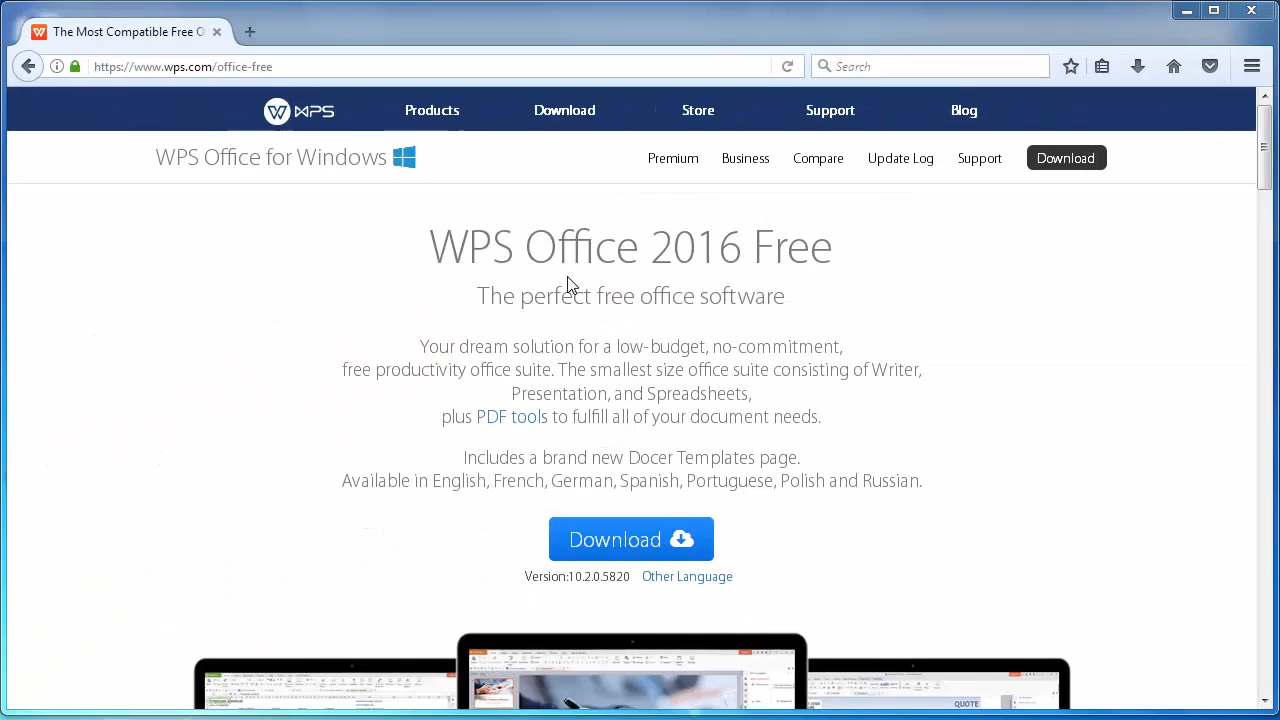 The Most Compatible Free O
https://www.wps.com/office-free
Search
WPS
Products
Download
Store
Support
Blog
WPS Office for Windows
Premium
Business
Compare
Update Log
Support
Download
WPS Office 2016 Free
The perfect free office software
Your dream solution for a low-budget, no-commitment,
free productivity office suite. The smallest size office suite consisting of Writer,
Presentation, and Spreadsheets,
plus PDF tools to fulfill all of your document needs.
Includes a brand new Docer Templates page.
Available in English, French, German, Spanish, Portuguese, Polish and Russian.
Download
Version:10.2.0.5820 Other Language
QUOTE